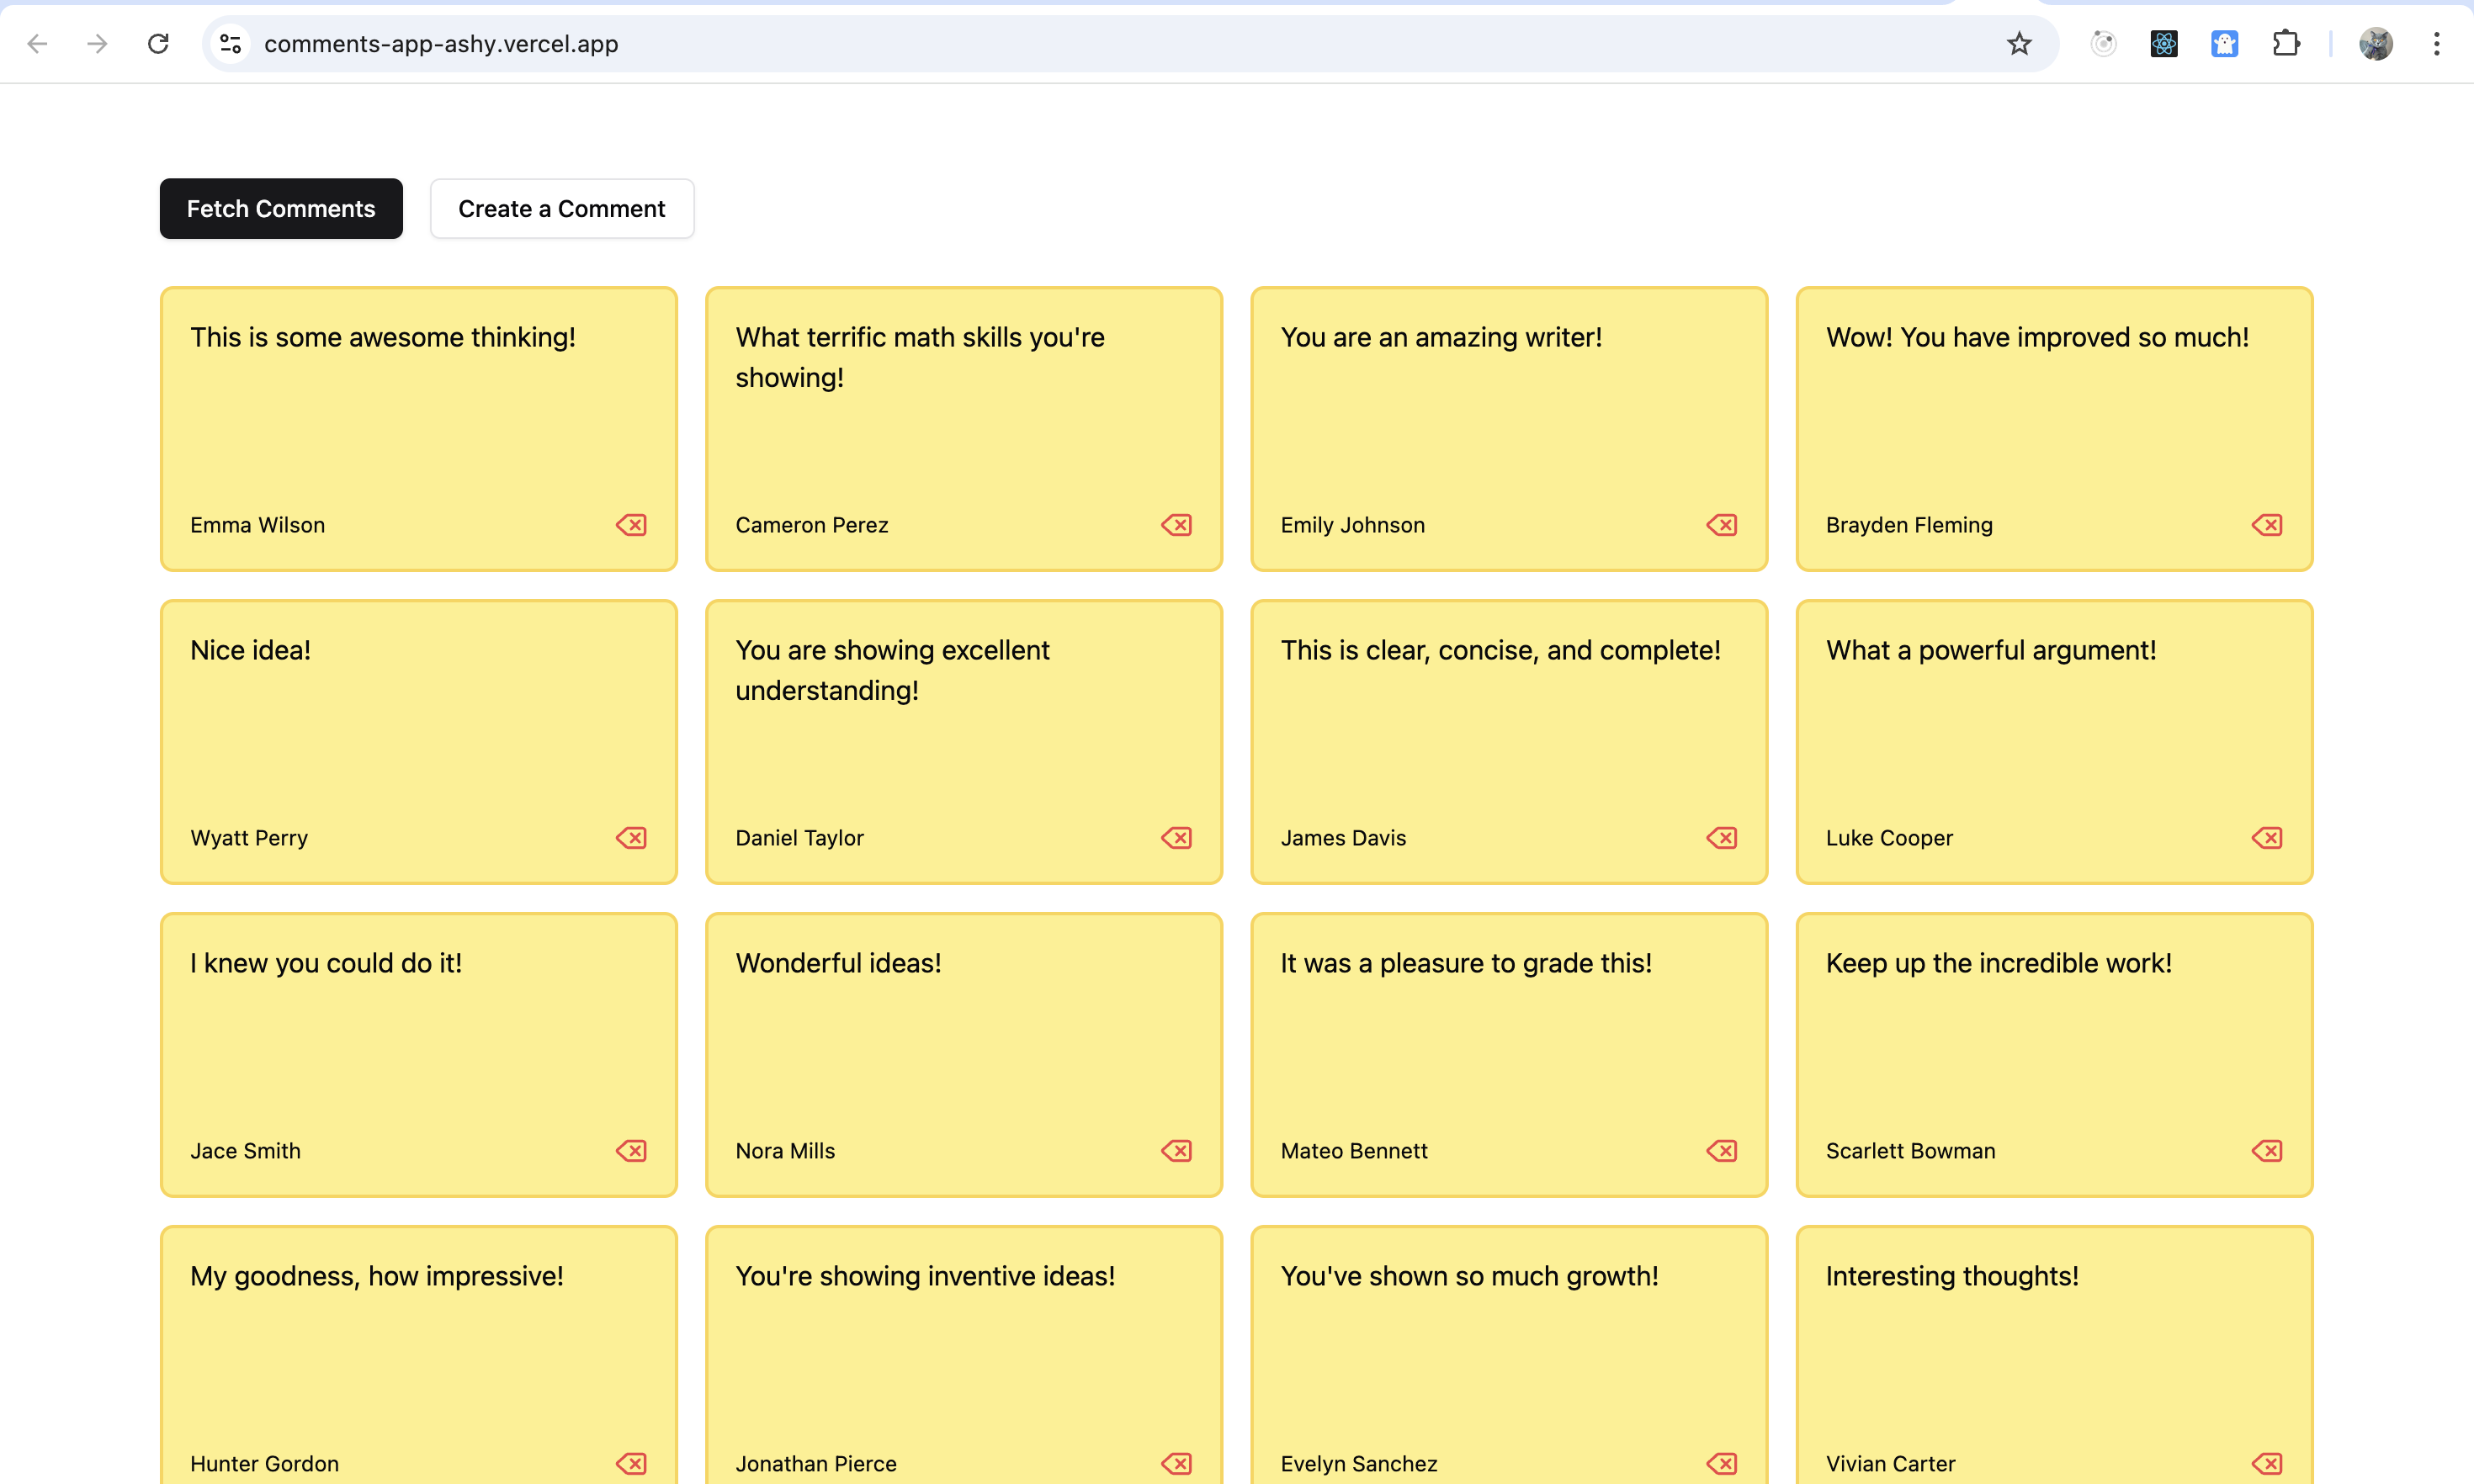 comments-app-ashy.vercel.app
Fetch Comments
Create a Comment
This is some awesome thinking!
Emma Wilson
What terrific math skills you're
showing!
Cameron Perez
You are an amazing writer!
Emily Johnson
Wow! You have improved so much!
Brayden Fleming
Nice idea!
Wyatt Perry
You are showing excellent
understanding!
Daniel Taylor
This is clear, concise, and complete!
James Davis
What a powerful argument!
Luke Cooper
I knew you could do it!
Jace Smith
Wonderful ideas!
Nora Mills
It was a pleasure to grade this!
Mateo Bennett
Keep up the incredible work!
Scarlett Bowman
My goodness, how impressive!
Hunter Gordon
You're showing inventive ideas!
Jonathan Pierce
You've shown so much growth!
Evelyn Sanchez
Interesting thoughts!
Vivian Carter